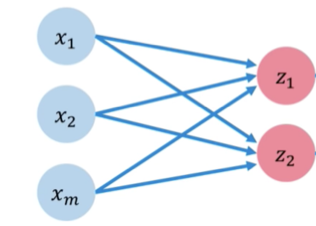 x₁
z₁
x₂
z₂
xₘ